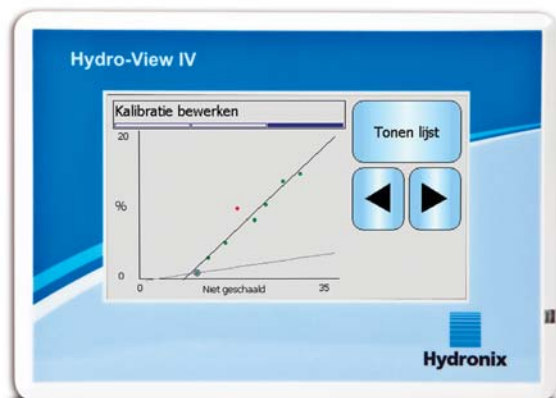 Hydro-View IV
Kalibratie bewerken
Tonen lijst
20
%
0
0
Niet geschaald
35
Hydronix